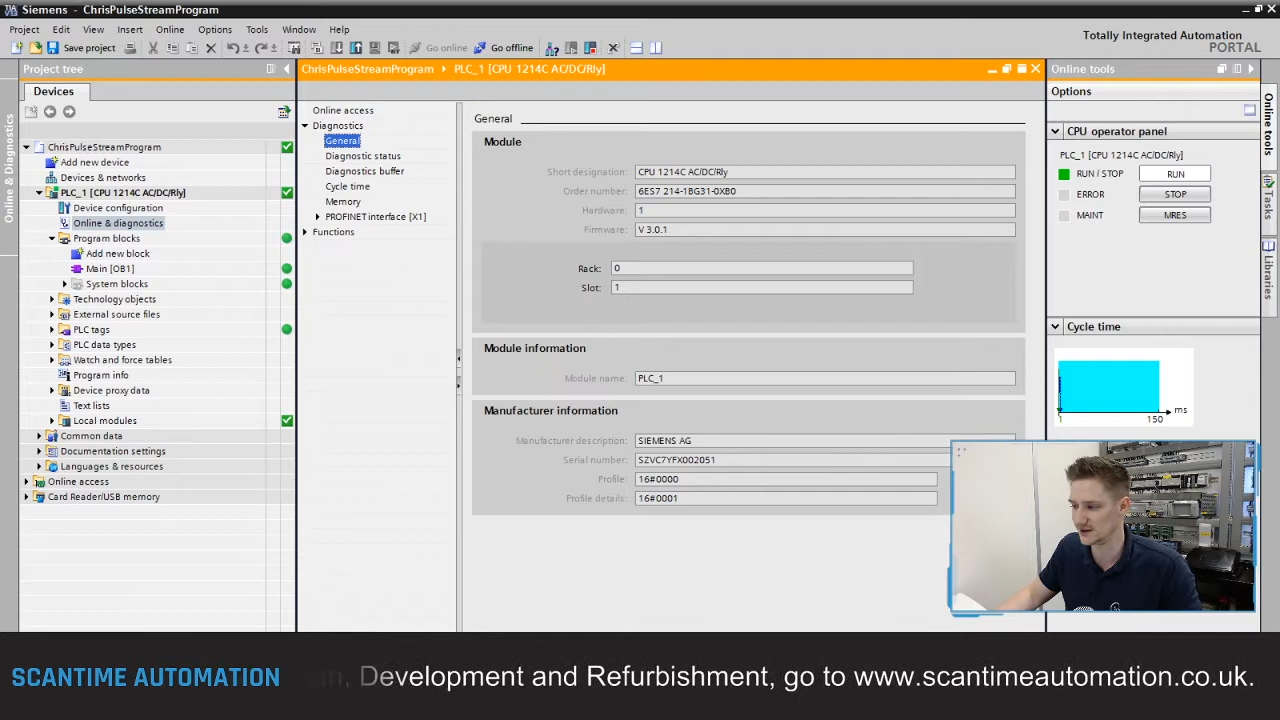 Siemens - ChrisPulseStreamProgram
Project Edit View Insert Online Options Tools Window Help
Totally Integrated Automation
PORTAL
Save project
Go online
Go offline
Project tree
Devices
ChrisPulseStreamProgram
Add new device
Devices & networks
PLC_1 [CPU 1214C AC/DC/Rly]
Device configuration
Online & diagnostics
Program blocks
Add new block
Main [OB1]
System blocks
Technology objects
External source files
PLC tags
PLC data types
Watch and force tables
Program info
Device proxy data
Text lists
Local modules
Common data
Documentation settings
Languages & resources
Online access
Card Reader/USB memory
Online & Diagnostics
ChrisPulseStreamProgram PLC_1 [CPU 1214C AC/DC/Rly]
Online access
Diagnostics
General
Diagnostic status
Diagnostics buffer
Cycle time
Memory
PROFINET interface [X1]
Functions
General
Module
Short designation: CPU 1214C AC/DC/Rly
Order number: 6ES7 214-1BG31-0XB0
Hardware: 1
Firmware: V 3.0.1
Rack: 0
Slot: 1
Module information
Module name: PLC_1
Manufacturer information
Manufacturer description: SIEMENS AG
Serial number: SZVC7YFX002051
Profile: 16#0000
Profile details: 16#0001
Online tools
Options
CPU operator panel
PLC_1 [CPU 1214C AC/DC/Rly]
RUN / STOP RUN
ERROR STOP
MAINT MRES
Cycle time
ms
1 150
Online tools
Tasks
Libraries
SCANTIME AUTOMATION
Development and Refurbishment, go to www.scantimeautomation.co.uk.